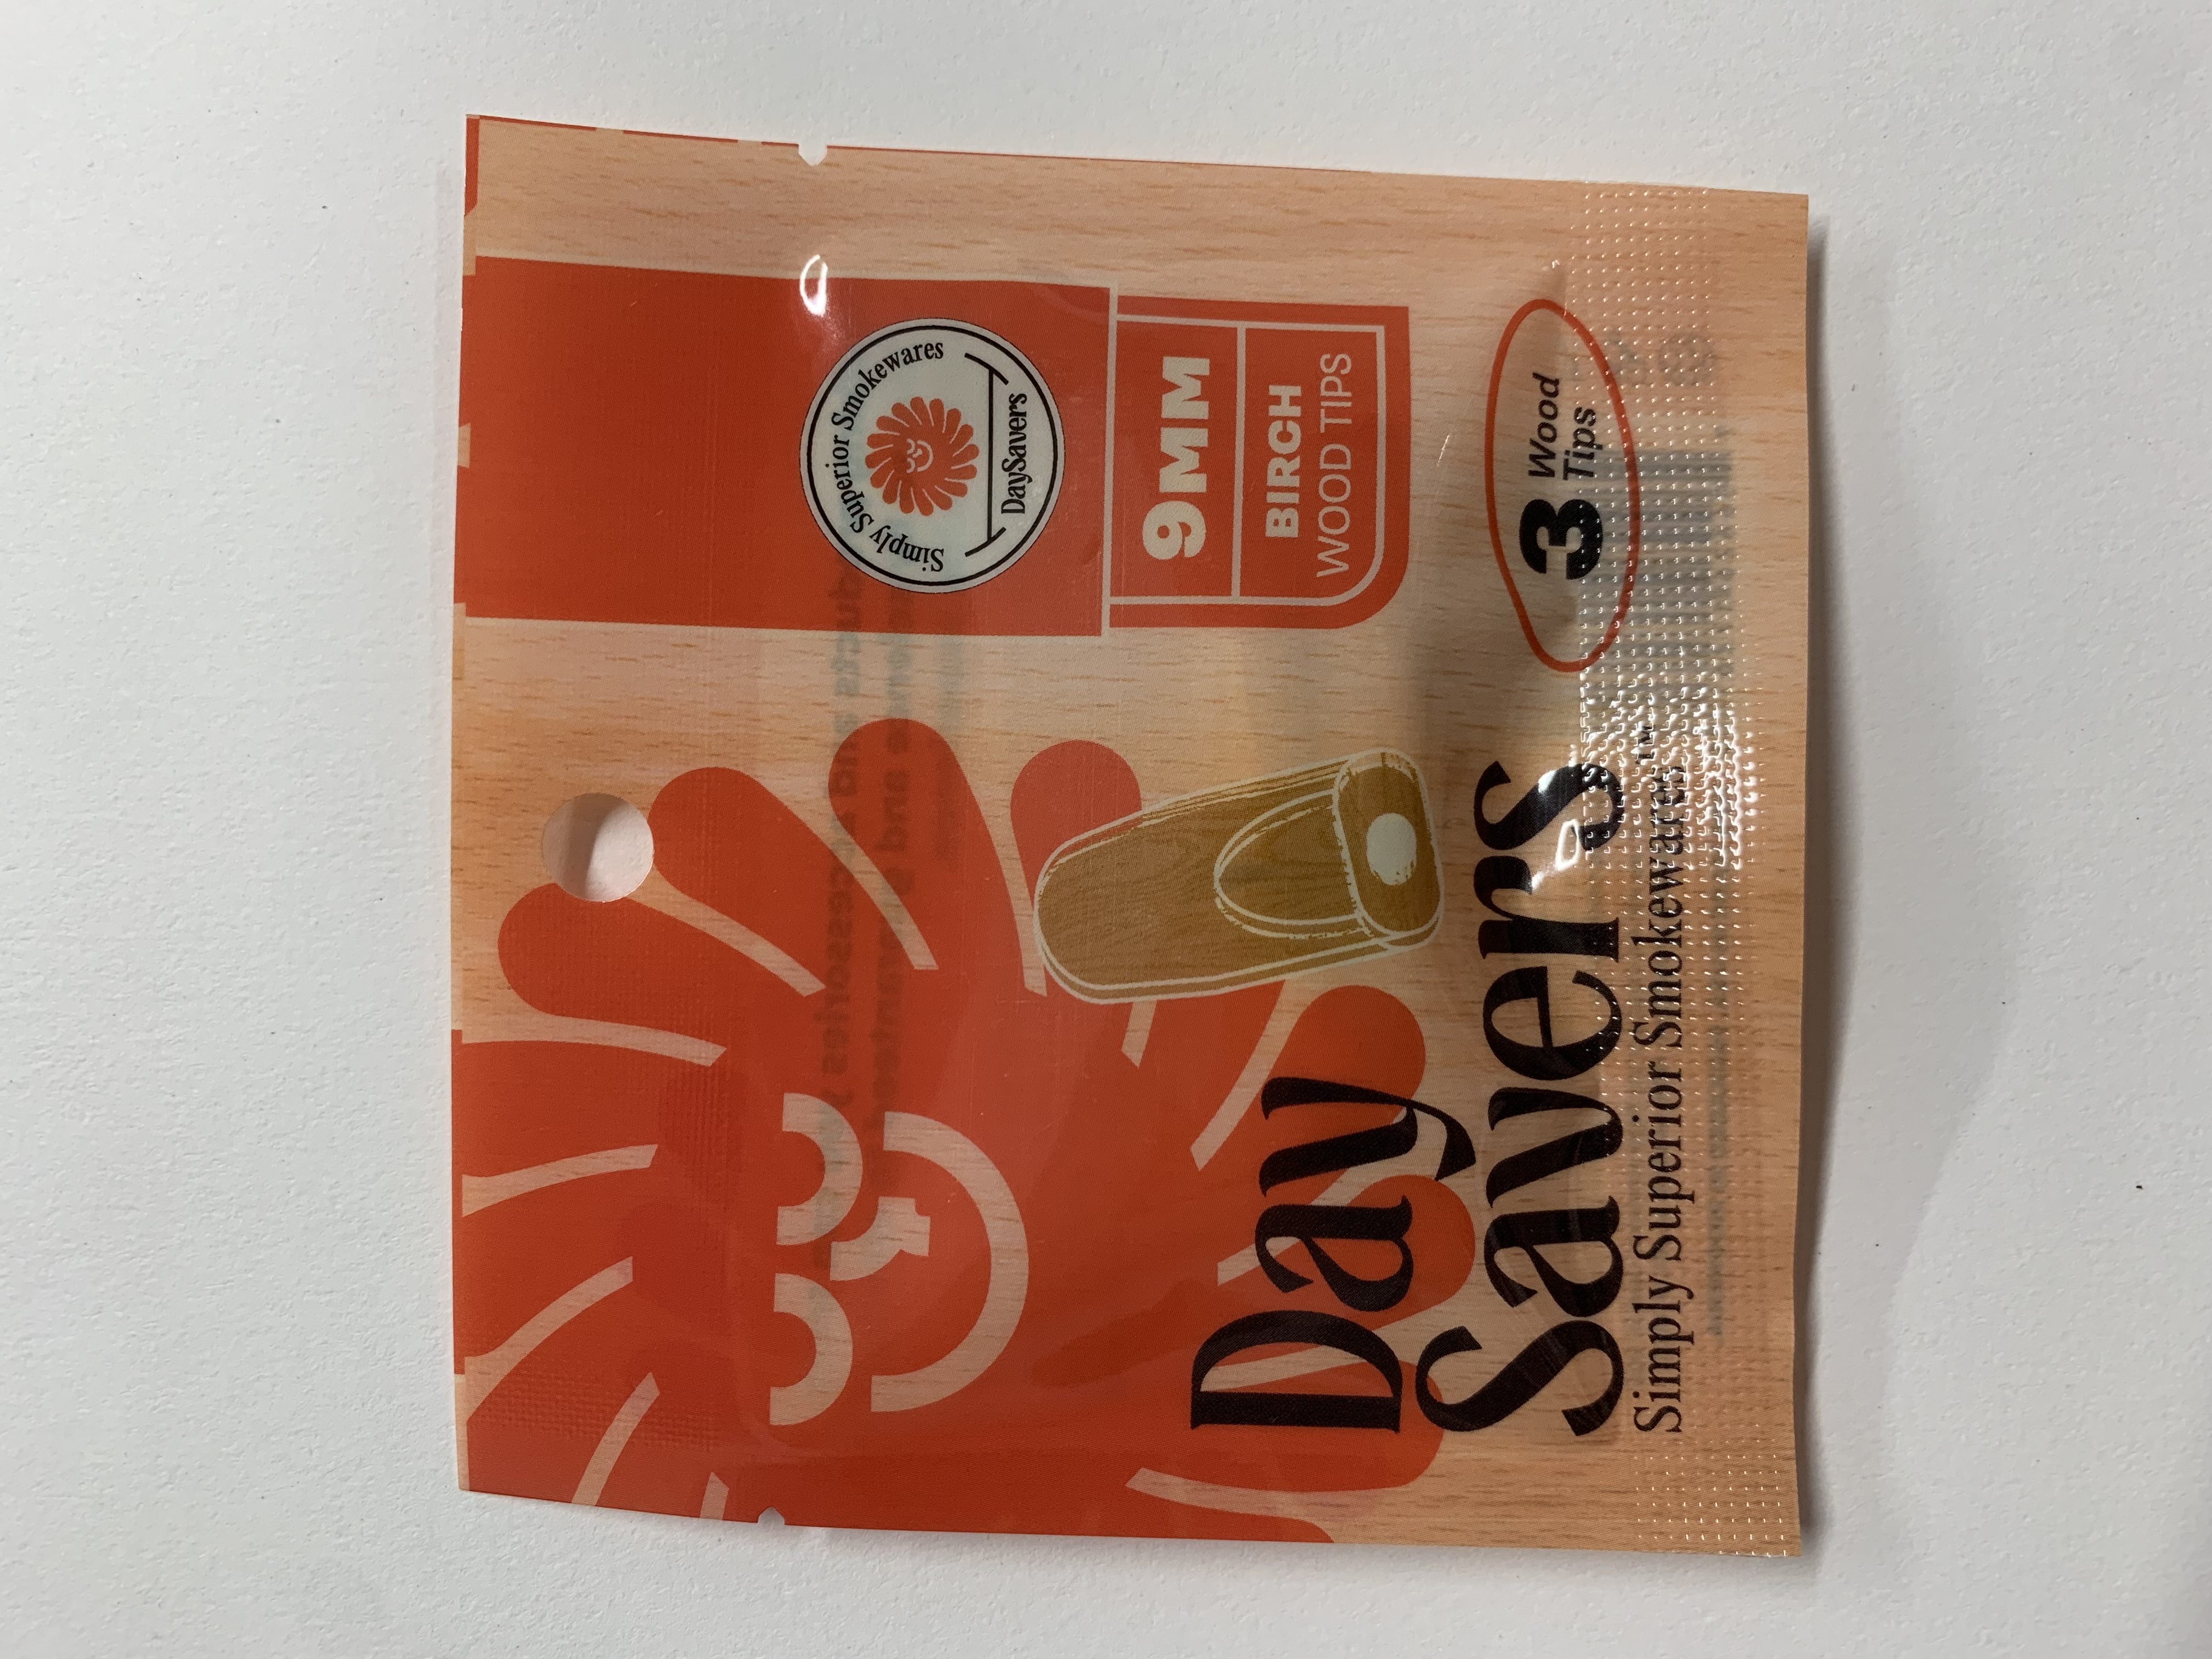 Simply Superior Smokewares
DaySavers
9MM
BIRCH
WOOD TIPS
Day
Savers
Simply Superior Smokewares™
3 Wood
Tips